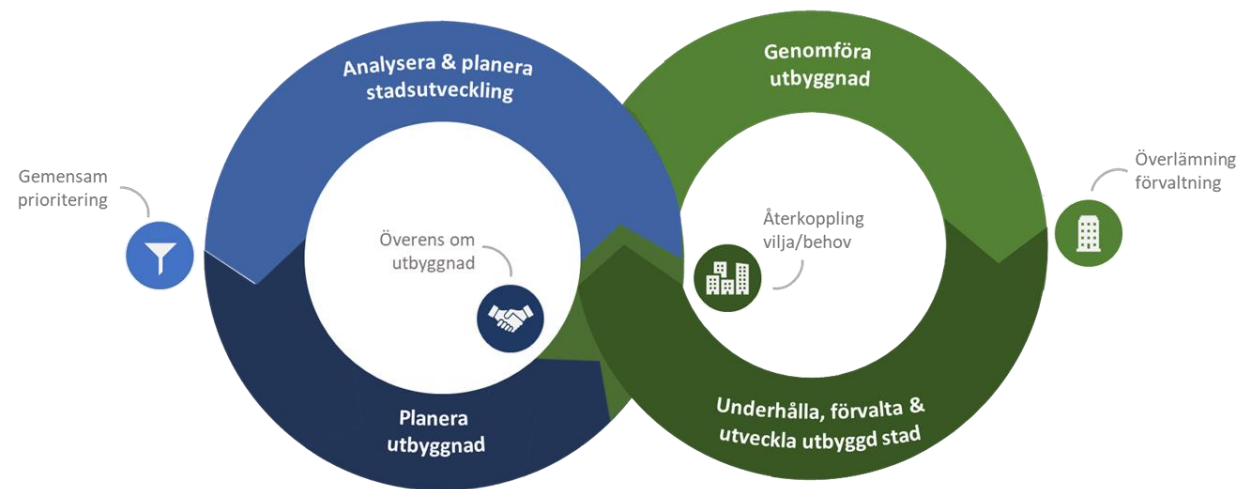 Analysera & planera
stadsutveckling
Genomföra
utbyggnad
Gemensam
prioritering
Överlämning
förvaltning
Överens om
utbyggnad
Återkoppling
vilja/behov
Planera
utbyggnad
Underhålla, förvalta &
utveckla utbyggd stad